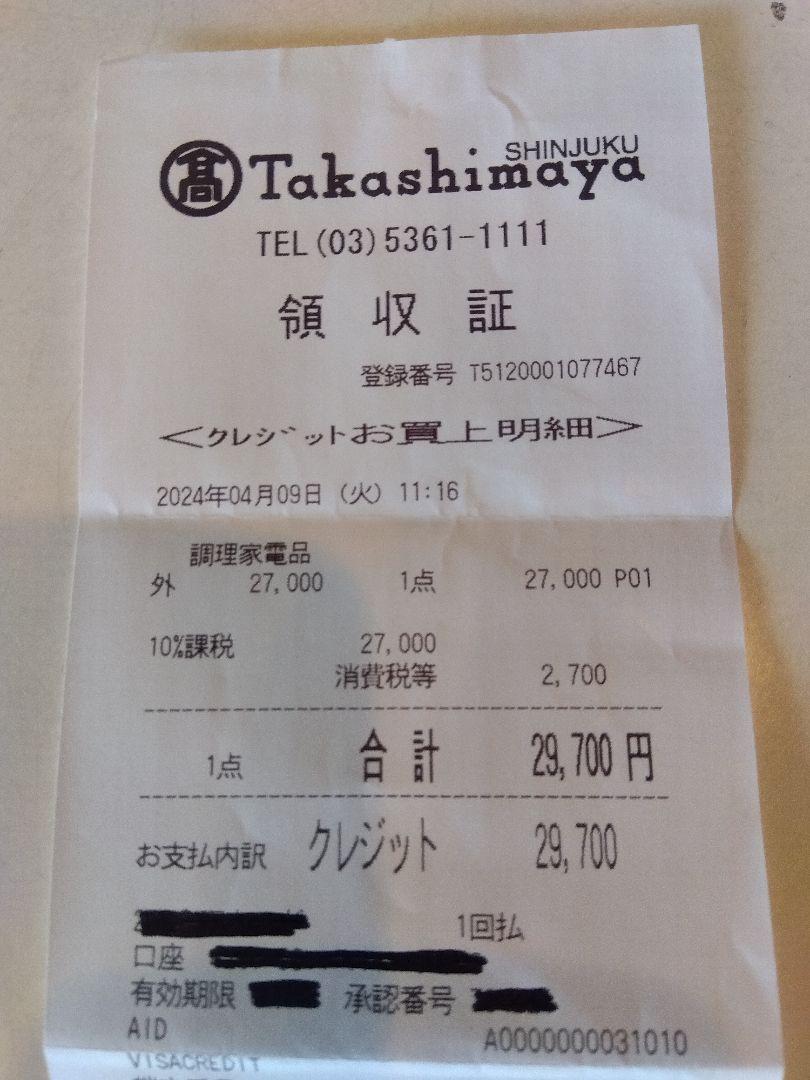 髙 Takashimaya SHINJUKU
TEL(03)5361-1111
領収証
登録番号 T5120001077467
<クレジットお買上明細>
2024年04月09日(火) 11:16
調理家電品
外 27,000 1点 27,000 P01
10%課税 27,000
消費税等 2,700
1点 合計 29,700円
お支払内訳 クレジット 29,700
1回払
口座
有効期限 承認番号
AID A0000000031010
VISACREDIT